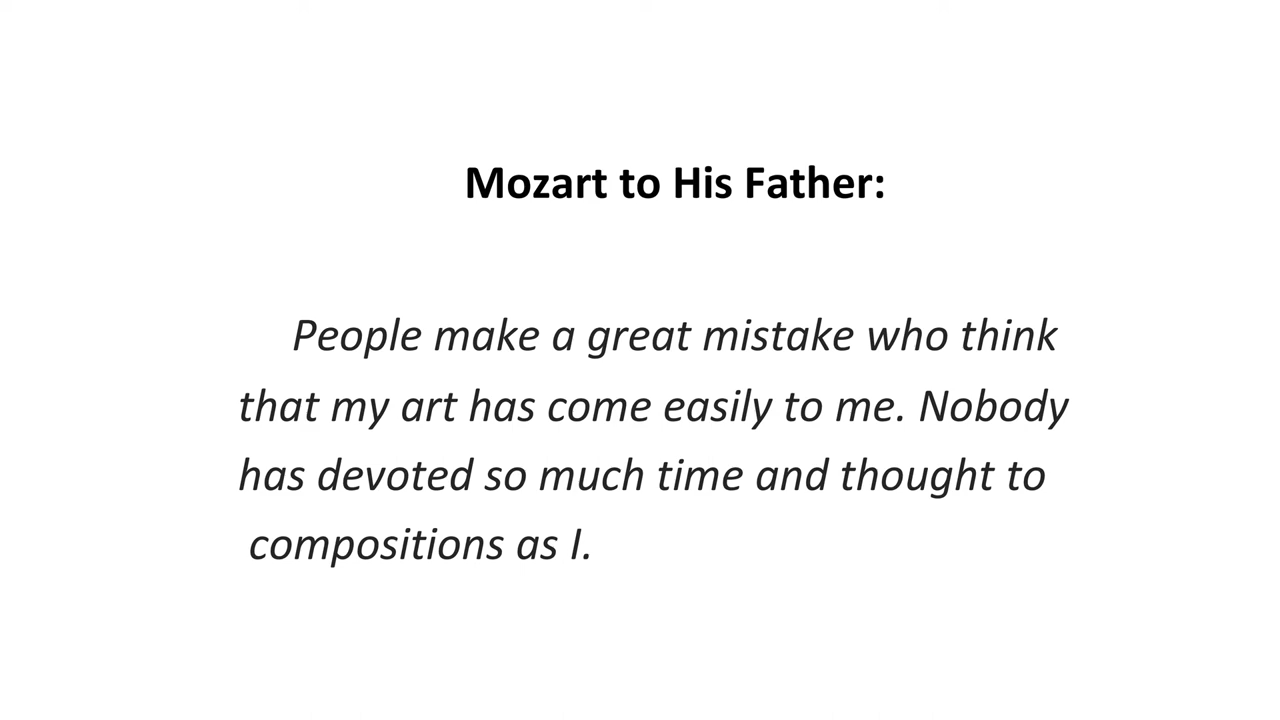 Mozart to His Father:
People make a great mistake who think
that my art has come easily to me. Nobody
has devoted so much time and thought to
compositions as I.